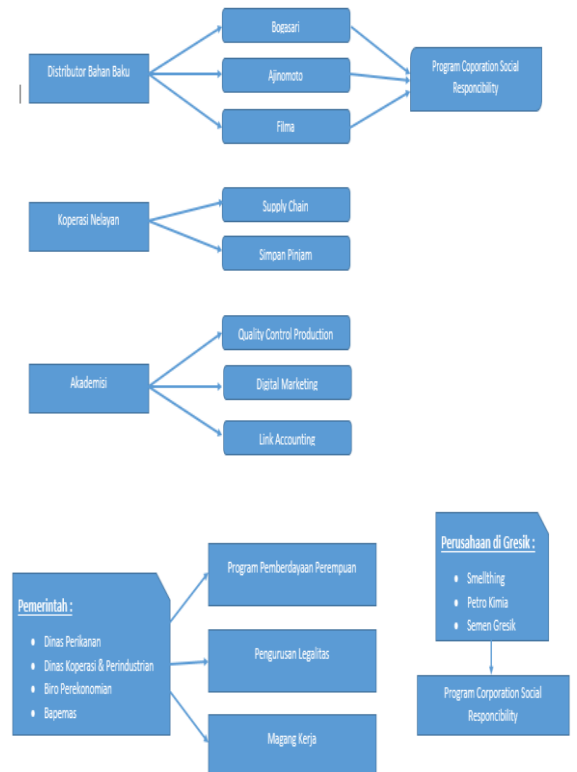 Distributor Bahan Baku
Bogasari
Ajinomoto
Filma
Program Coporation Social
Responcibility
Koperasi Nelayan
Supply Chain
Simpan Pinjam
Akademisi
Quality Control Production
Digital Marketing
Link Accounting
Pemerintah :
• Dinas Perikanan
• Dinas Koperasi & Perindustrian
• Biro Perekonomian
• Bapemas
Program Pemberdayaan Perempuan
Pengurusan Legalitas
Magang Kerja
Perusahaan di Gresik :
• Smellthing
• Petro Kimia
• Semen Gresik
Program Corporation Social
Responcibility